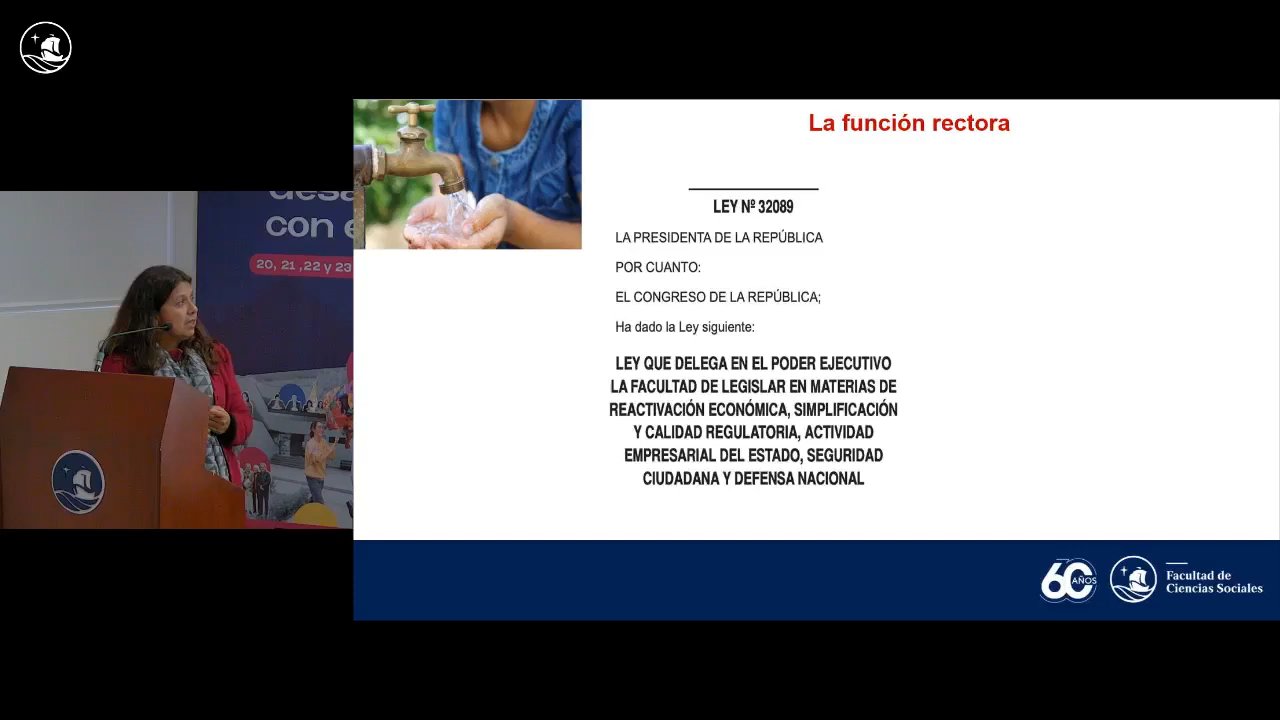 La función rectora
LEY Nº 32089
LA PRESIDENTA DE LA REPÚBLICA
POR CUANTO:
EL CONGRESO DE LA REPÚBLICA;
Ha dado la Ley siguiente:
LEY QUE DELEGA EN EL PODER EJECUTIVO
LA FACULTAD DE LEGISLAR EN MATERIAS DE
REACTIVACIÓN ECONÓMICA, SIMPLIFICACIÓN
Y CALIDAD REGULATORIA, ACTIVIDAD
EMPRESARIAL DEL ESTADO, SEGURIDAD
CIUDADANA Y DEFENSA NACIONAL
con e
20, 21 ,22 y 23
60 AÑOS
Facultad de
Ciencias Sociales